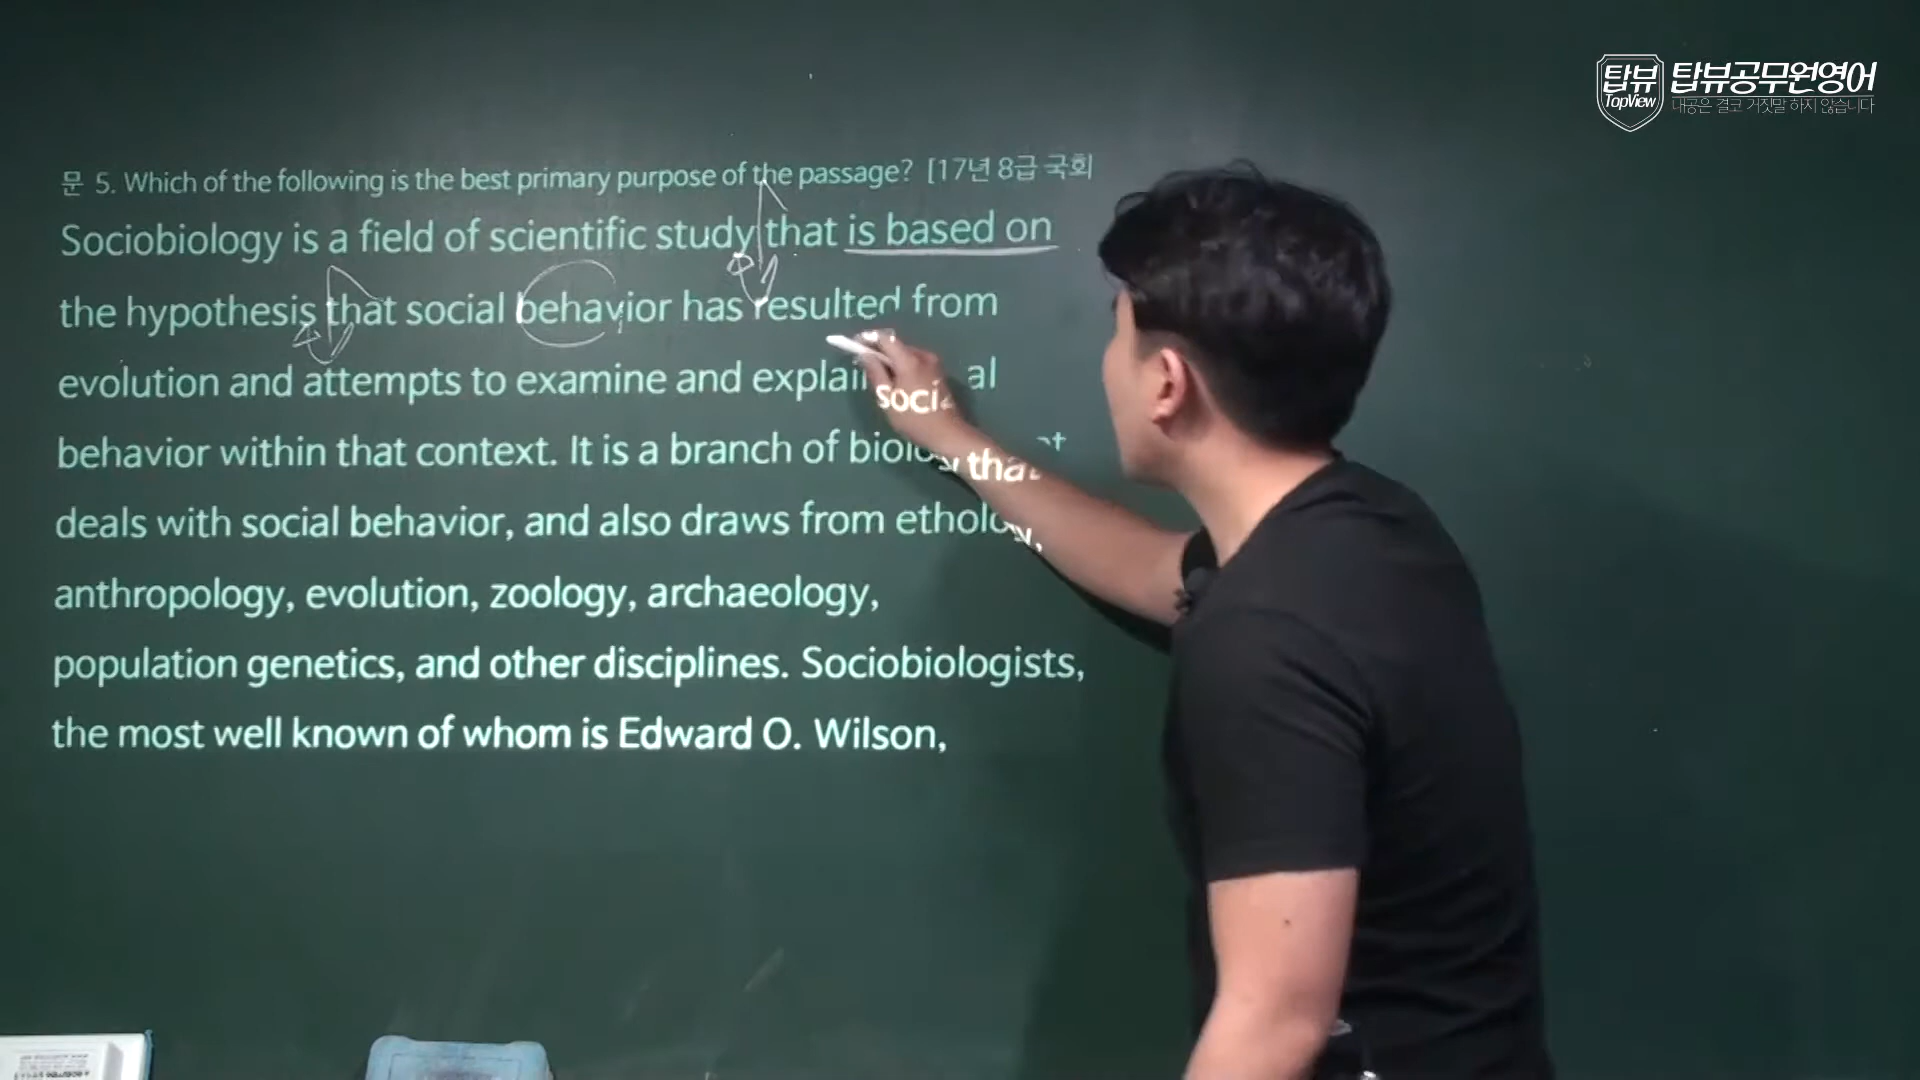 탑뷰 TopView
탑뷰공무원영어
대공은 결코 거짓말 하지 않습니다
문 5. Which of the following is the best primary purpose of the passage? [17년 8급 국회
Sociobiology is a field of scientific study that is based on
the hypothesis that social behavior has resulted from
evolution and attempts to examine and explain social
behavior within that context. It is a branch of biology that
deals with social behavior, and also draws from ethology,
anthropology, evolution, zoology, archaeology,
population genetics, and other disciplines. Sociobiologists,
the most well known of whom is Edward O. Wilson,